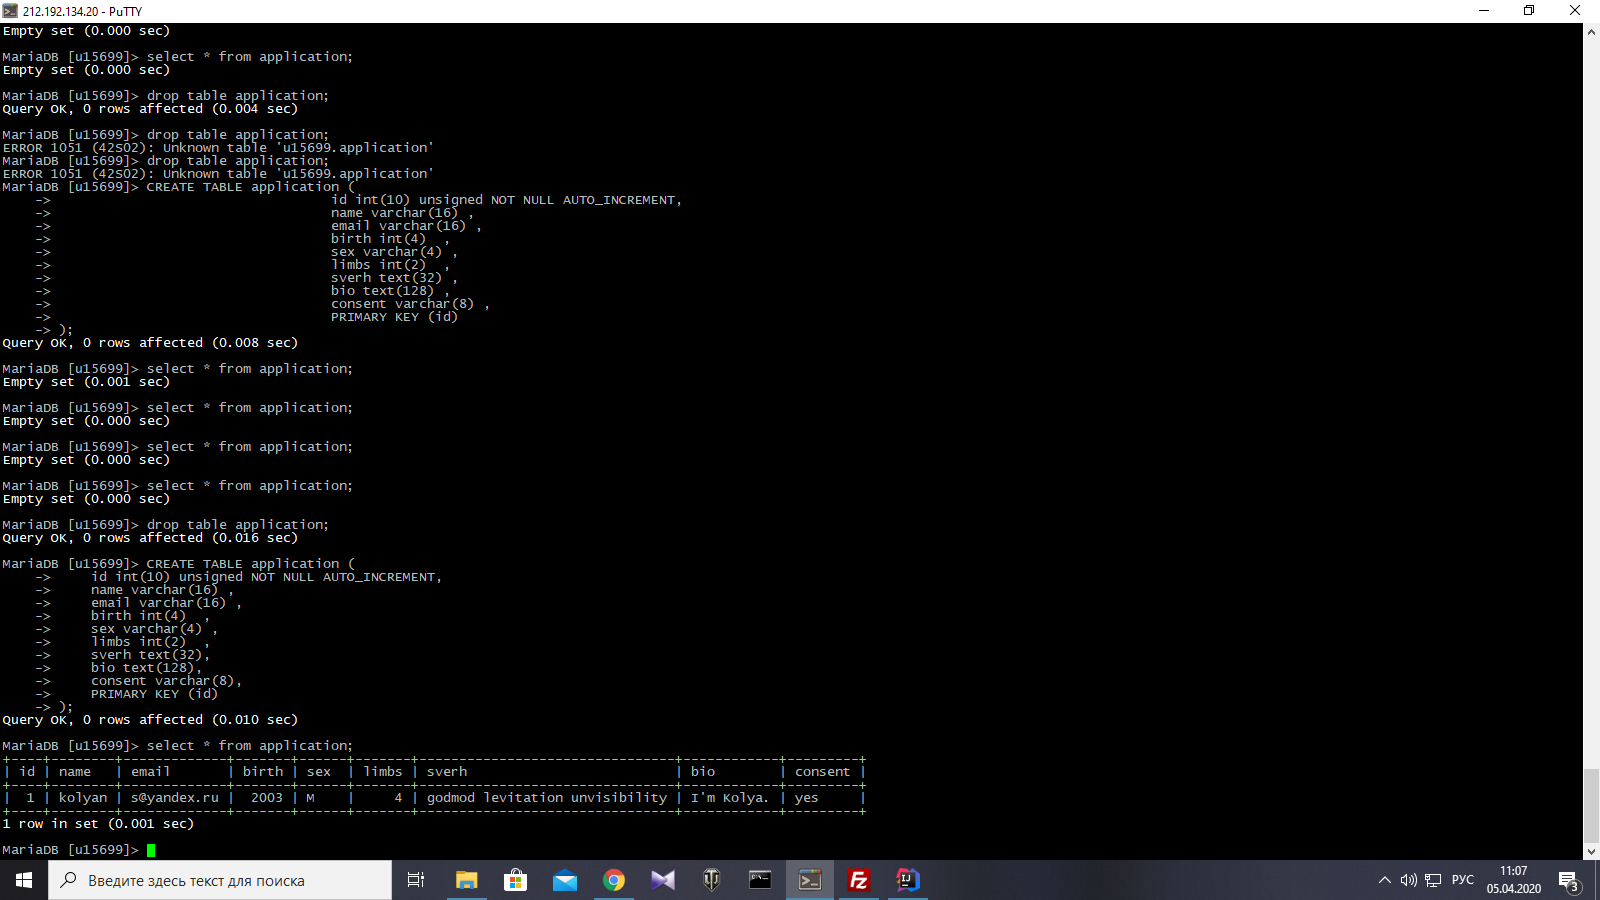 212.192.134.20 - PuTTY
Empty set (0.000 sec)
MariaDB [u15699]> select * from application;
Empty set (0.000 sec)
MariaDB [u15699]> drop table application;
Query OK, 0 rows affected (0.004 sec)
MariaDB [u15699]> drop table application;
ERROR 1051 (42S02): Unknown table 'u15699.application'
MariaDB [u15699]> drop table application;
ERROR 1051 (42S02): Unknown table 'u15699.application'
MariaDB [u15699]> CREATE TABLE application (
-> id int(10) unsigned NOT NULL AUTO_INCREMENT,
-> name varchar(16) ,
-> email varchar(16) ,
-> birth int(4)  ,
-> sex varchar(4) ,
-> limbs int(2)  ,
-> sverh text(32) ,
-> bio text(128) ,
-> consent varchar(8) ,
-> PRIMARY KEY (id)
-> );
Query OK, 0 rows affected (0.008 sec)
MariaDB [u15699]> select * from application;
Empty set (0.001 sec)
MariaDB [u15699]> select * from application;
Empty set (0.000 sec)
MariaDB [u15699]> select * from application;
Empty set (0.000 sec)
MariaDB [u15699]> select * from application;
Empty set (0.000 sec)
MariaDB [u15699]> drop table application;
Query OK, 0 rows affected (0.016 sec)
MariaDB [u15699]> CREATE TABLE application (
-> id int(10) unsigned NOT NULL AUTO_INCREMENT,
-> name varchar(16) ,
-> email varchar(16) ,
-> birth int(4)  ,
-> sex varchar(4) ,
-> limbs int(2)  ,
-> sverh text(32),
-> bio text(128),
-> consent varchar(8),
-> PRIMARY KEY (id)
-> );
Query OK, 0 rows affected (0.010 sec)
MariaDB [u15699]> select * from application;
+----+--------+-------------+-------+------+-------+--------------------------------+------------+---------+
| id | name   | email       | birth | sex  | limbs | sverh                          | bio        | consent |
+----+--------+-------------+-------+------+-------+--------------------------------+------------+---------+
|  1 | kolyan | s@yandex.ru |  2003 | M    |     4 | godmod levitation unvisibility | I'm Kolya. | yes     |
+----+--------+-------------+-------+------+-------+--------------------------------+------------+---------+
1 row in set (0.001 sec)
MariaDB [u15699]>
Введите здесь текст для поиска
РУС
11:07
05.04.2020
3